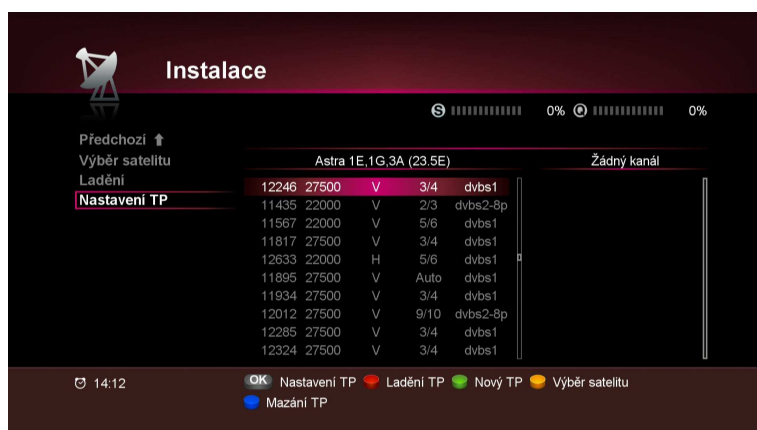 Instalace
S 0% Q 0%
Předchozí
Výběr satelitu
Ladění
Nastavení TP
Astra 1E,1G,3A (23.5E)
Žádný kanál
12246 27500 V 3/4 dvbs1
11435 22000 V 2/3 dvbs2-8p
11567 22000 V 5/6 dvbs1
11817 27500 V 3/4 dvbs1
12633 22000 H 5/6 dvbs1
11895 27500 V Auto dvbs1
11934 27500 V 3/4 dvbs1
12012 27500 V 9/10 dvbs2-8p
12285 27500 V 3/4 dvbs1
12324 27500 V 3/4 dvbs1
14:12
OK Nastavení TP Ladění TP Nový TP Výběr satelitu
Mazání TP